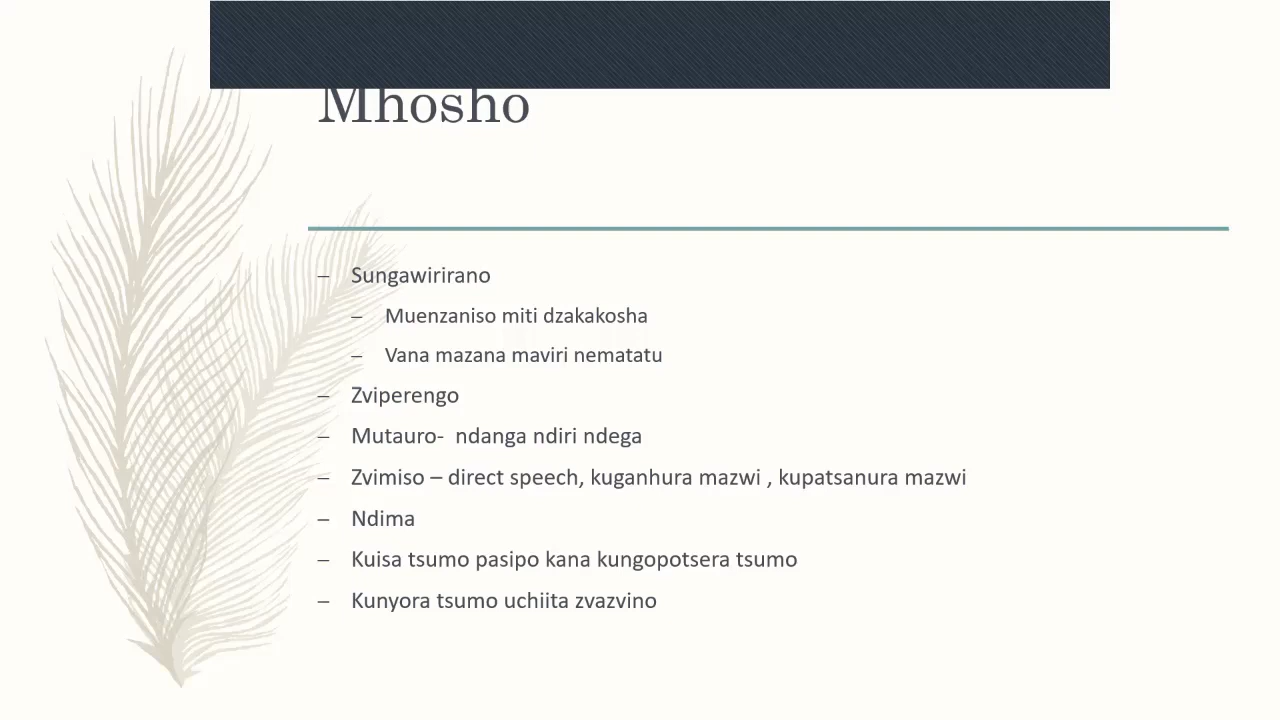 Mhosho
– Sungawirirano
– Muenzaniso miti dzakakosha
– Vana mazana maviri nematatu
– Zviperengo
– Mutauro- ndanga ndiri ndega
– Zvimiso – direct speech, kuganhura mazwi , kupatsanura mazwi
– Ndima
– Kuisa tsumo pasipo kana kungopotsera tsumo
– Kunyora tsumo uchiita zvazvino